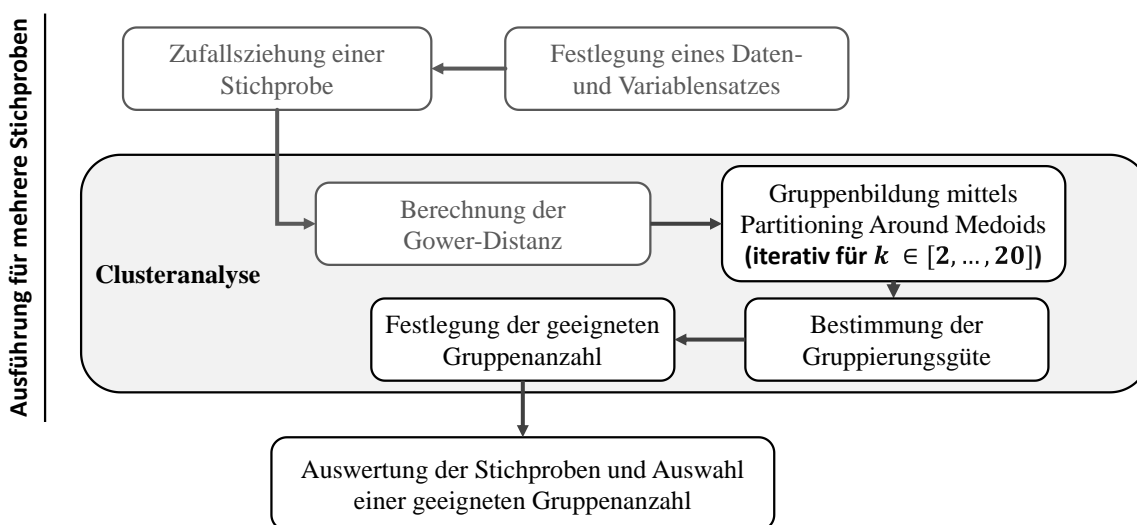 Ausführung für mehrere Stichproben
Zufallsziehung einer
Stichprobe
Festlegung eines Daten-
und Variablensatzes
Berechnung der
Gower-Distanz
Gruppenbildung mittels
Partitioning Around Medoids
(iterativ für k ∈ [2, … , 20])
Clusteranalyse
Festlegung der geeigneten
Gruppenanzahl
Bestimmung der
Gruppierungsgüte
Auswertung der Stichproben und Auswahl
einer geeigneten Gruppenanzahl